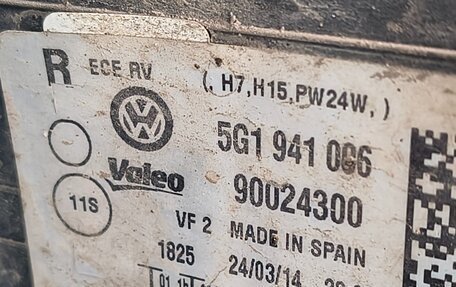 R ECE RV (, H7,H15,PW24W, )
5G1 941 006
Valeo 90024300
11S VF 2 MADE IN SPAIN
1825 24/03/14